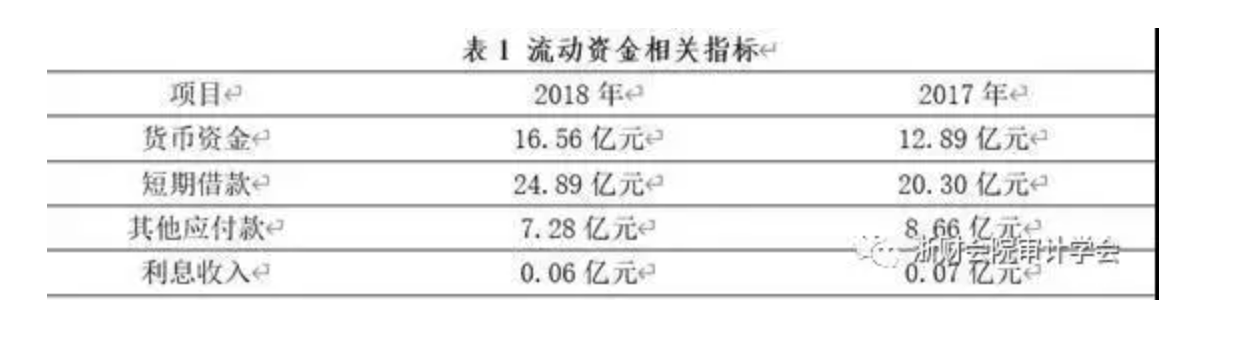 表 1 流动资金相关指标↵
项目↵ 2018 年↵ 2017 年↵
货币资金↵ 16.56 亿元↵ 12.89 亿元↵
短期借款↵ 24.89 亿元↵ 20.30 亿元↵
其他应付款↵ 7.28 亿元↵ 8.66 亿元↵
浙财会院审计学会
利息收入↵ 0.06 亿元↵ 0.07 亿元↵